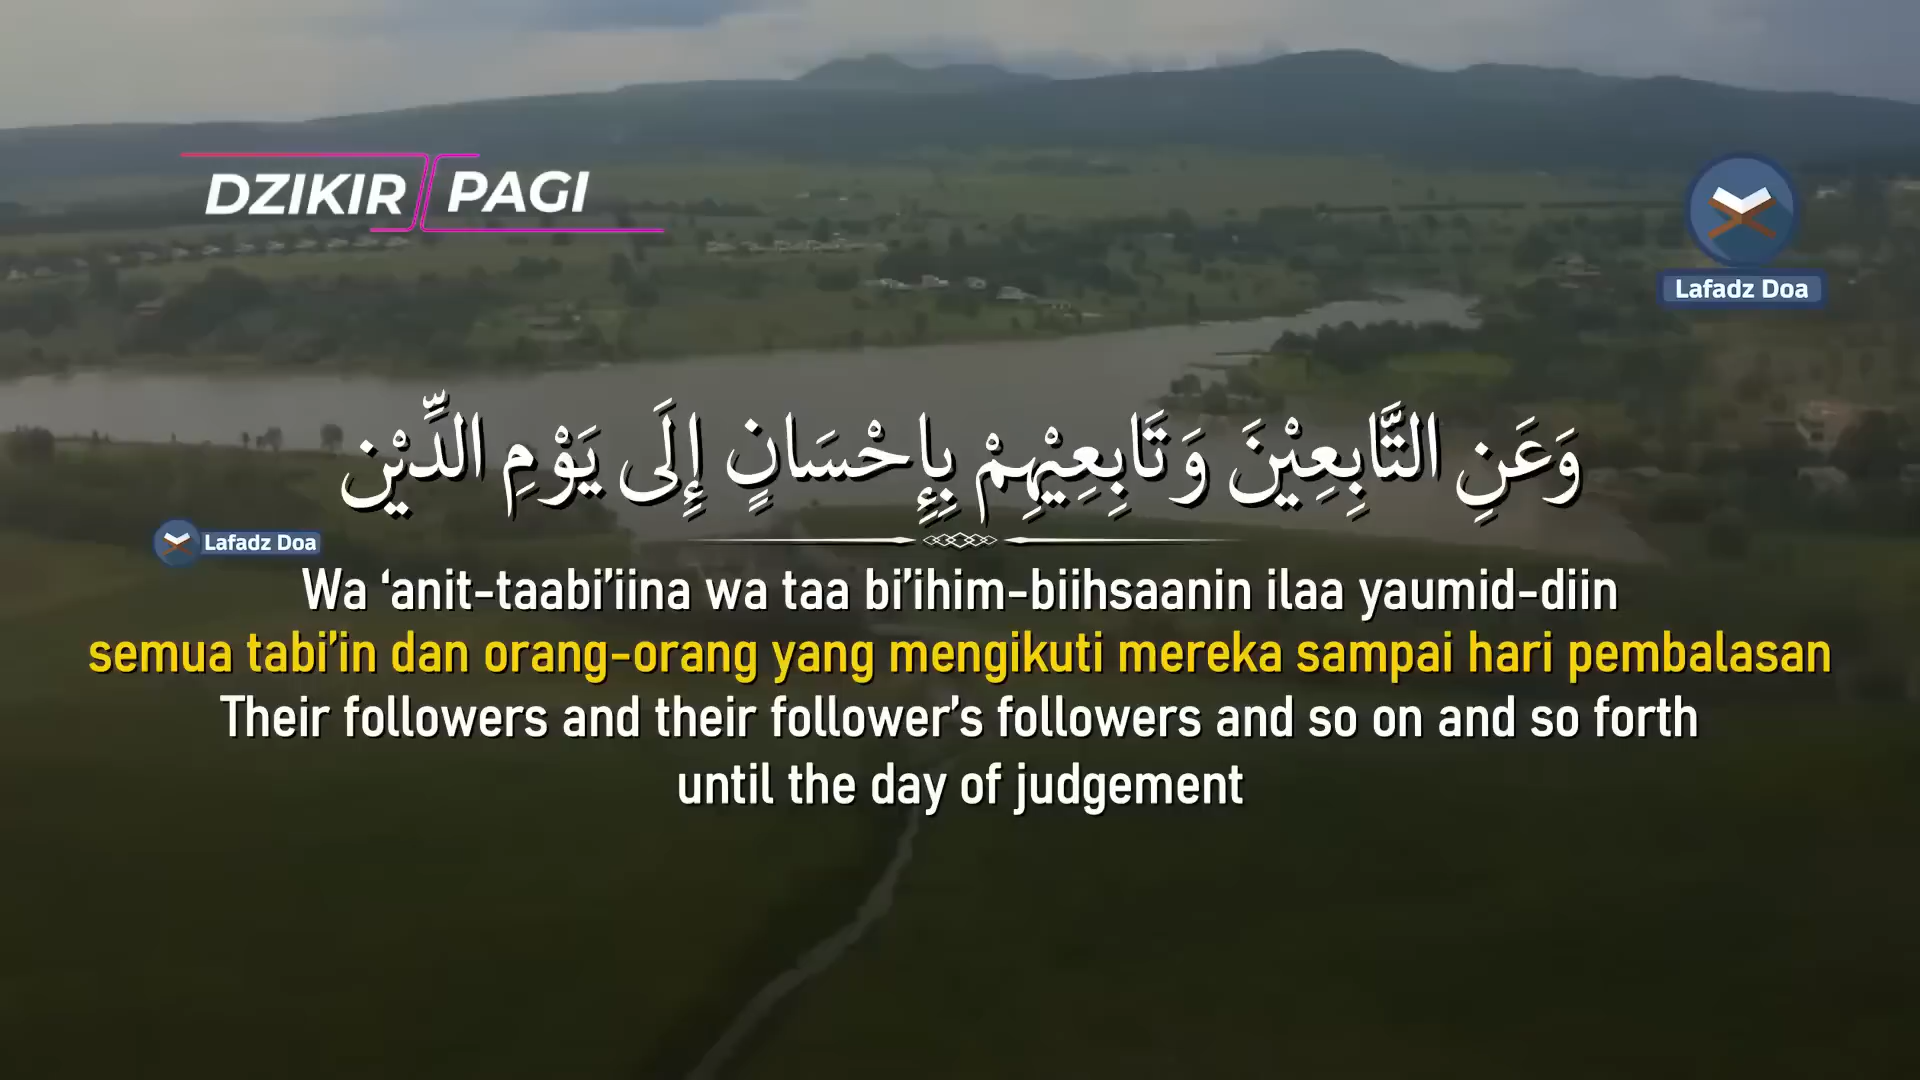 DZIKIR PAGI
Lafadz Doa
وَعَنِ التَّابِعِيْنَ وَتَابِعِيْهِمْ بِإِحْسَانٍ إِلَى يَوْمِ الدِّيْنِ
Lafadz Doa
Wa ‘anit-taabi’iina wa taa bi’ihim-biihsaanin ilaa yaumid-diin
semua tabi’in dan orang-orang yang mengikuti mereka sampai hari pembalasan
Their followers and their follower’s followers and so on and so forth
until the day of judgement